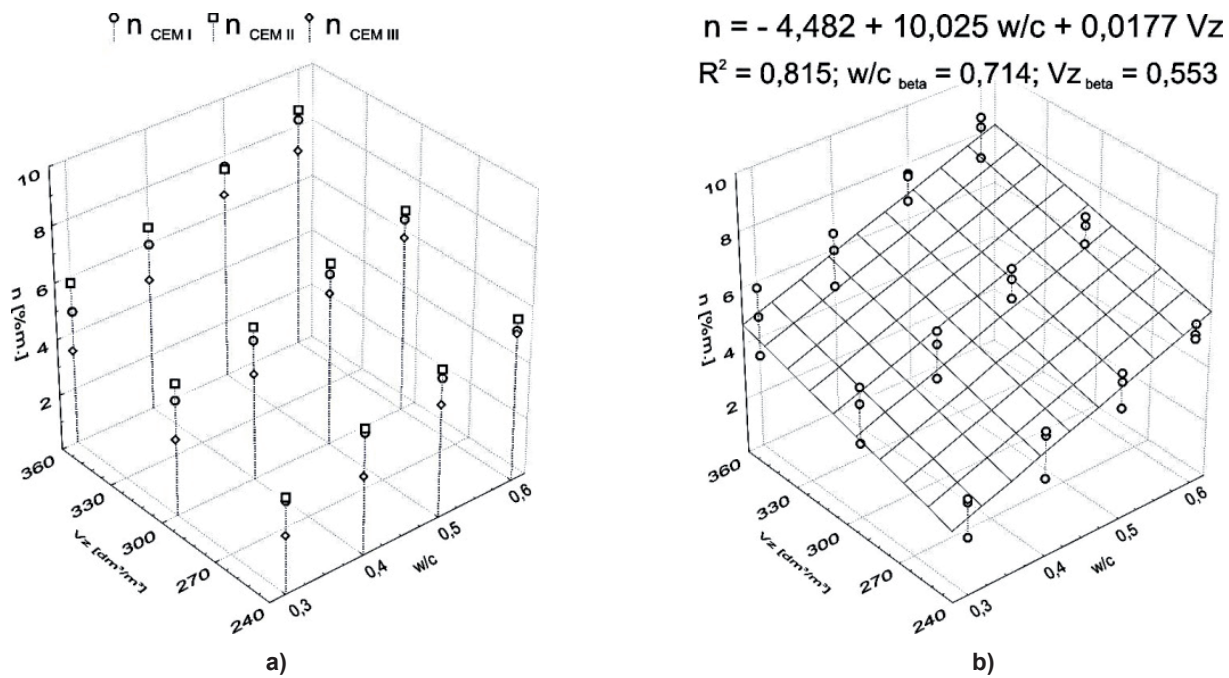 n CEM I n CEM II n CEM III
10
8
6
4
2
n [%m.]
360
330
300
270
240
Vz [dm³/m³]
0,3
0,4
0,5
0,6
w/c
a)
n = - 4,482 + 10,025 w/c + 0,0177 Vz
R² = 0,815; w/c beta = 0,714; Vz beta = 0,553
10
8
6
4
2
n [%m.]
360
330
300
270
240
Vz [dm³/m³]
0,3
0,4
0,5
0,6
w/c
b)